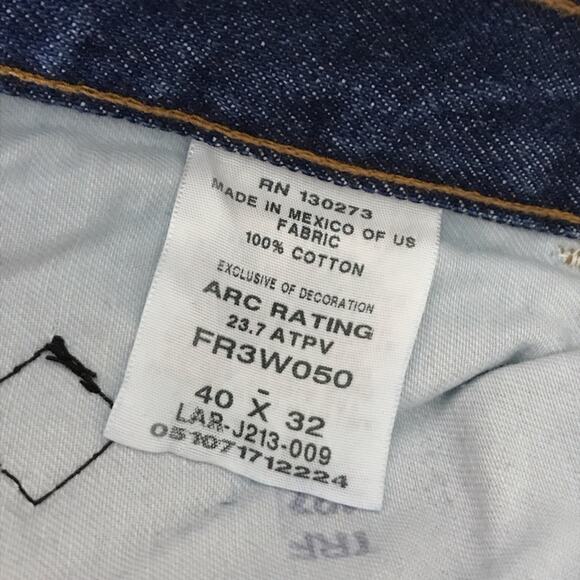 RN 130273
MADE IN MEXICO OF US
FABRIC
100% COTTON
EXCLUSIVE OF DECORATION
ARC RATING
23.7 ATPV
FR3W050
-
40 X 32
LAR-J213-009
051071712224